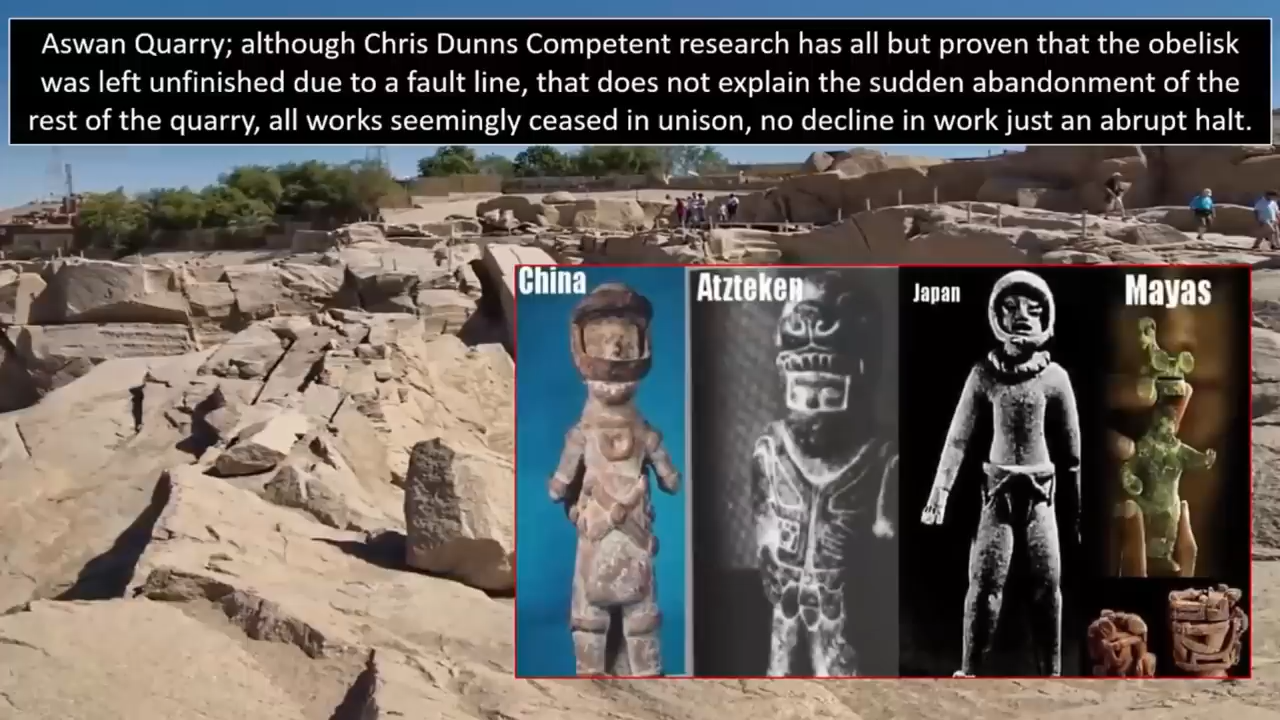 Aswan Quarry; although Chris Dunns Competent research has all but proven that the obelisk
was left unfinished due to a fault line, that does not explain the sudden abandonment of the
rest of the quarry, all works seemingly ceased in unison, no decline in work just an abrupt halt.
China
Atzteken
Japan
Mayas